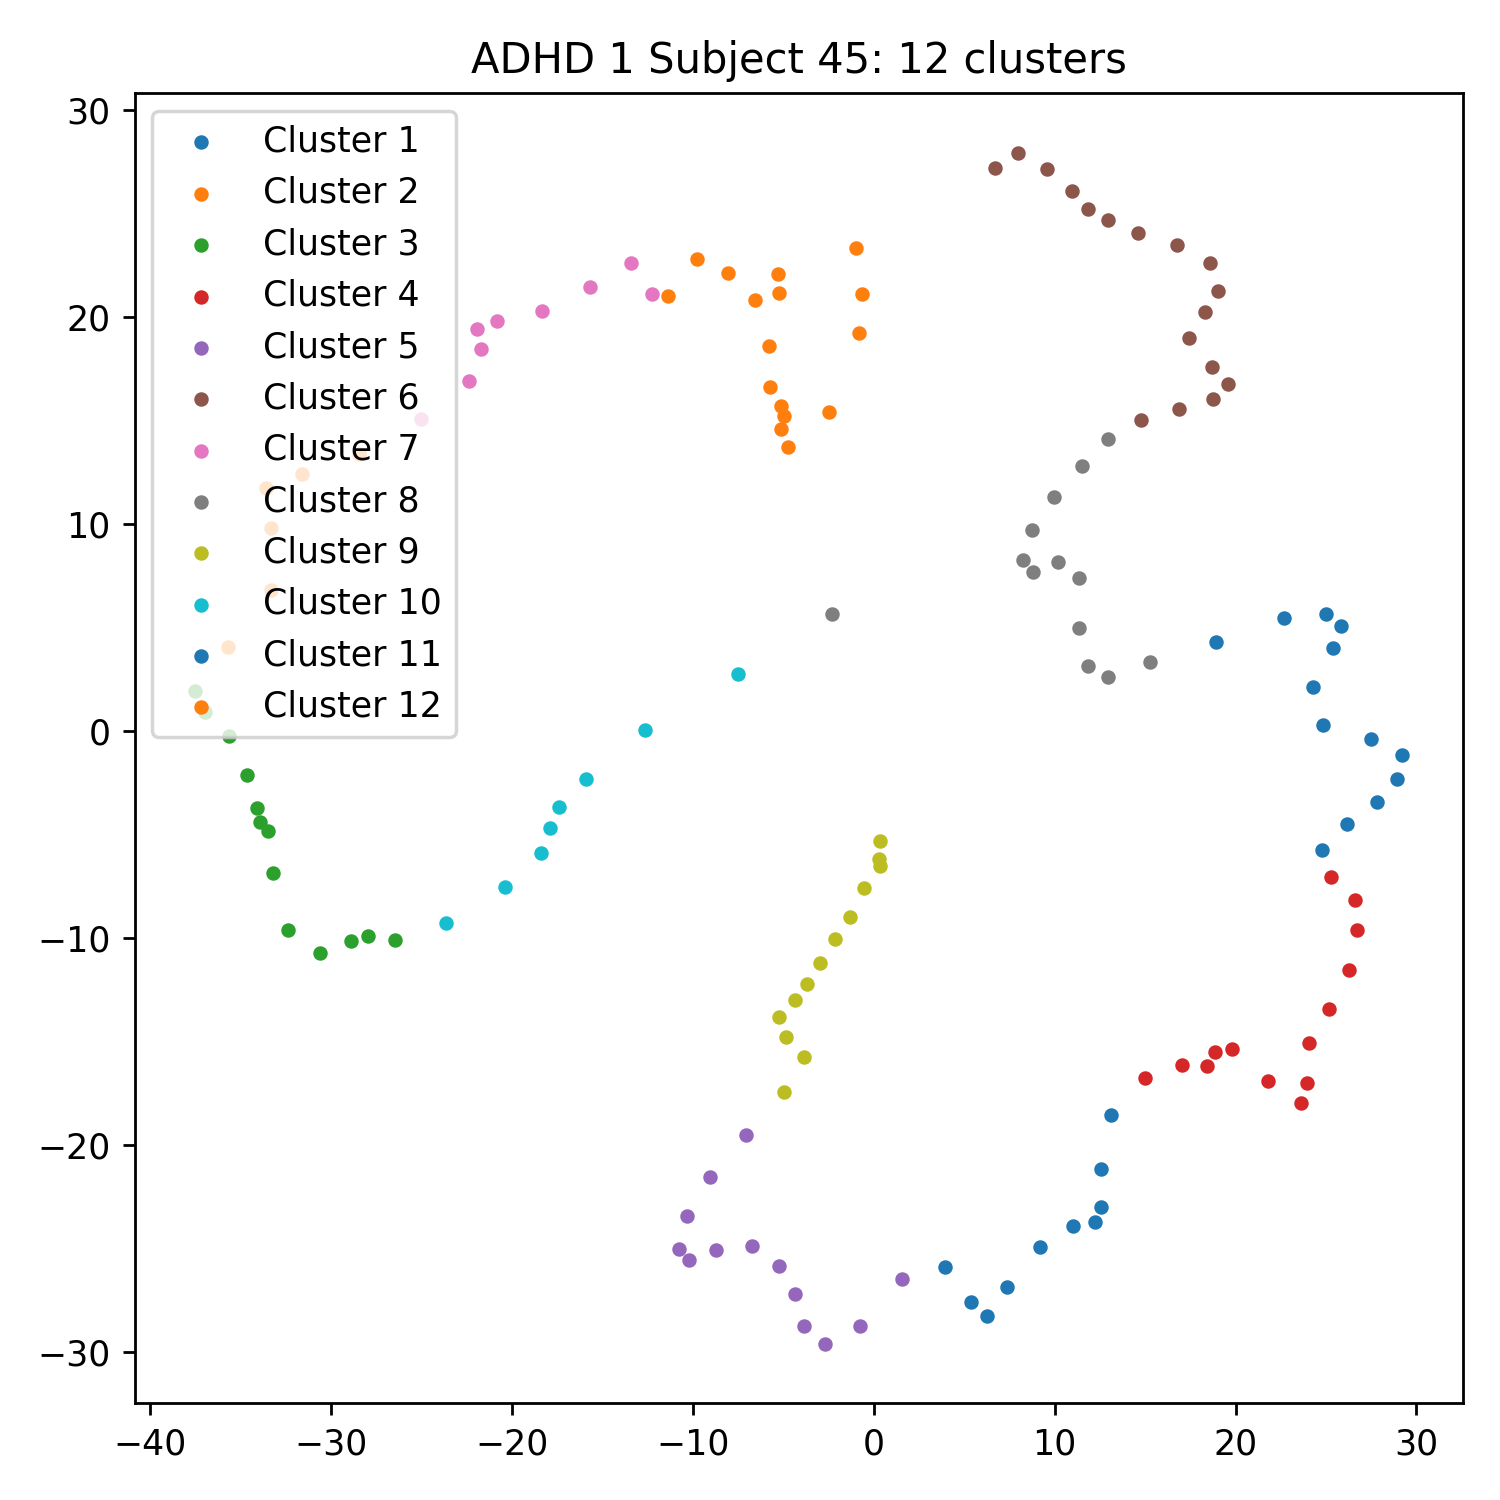 ADHD 1 Subject 45: 12 clusters
30
20
10
0
−10
−20
−30
Cluster 1
Cluster 2
Cluster 3
Cluster 4
Cluster 5
Cluster 6
Cluster 7
Cluster 8
Cluster 9
Cluster 10
Cluster 11
Cluster 12
−40 −30 −20 −10 0 10 20 30